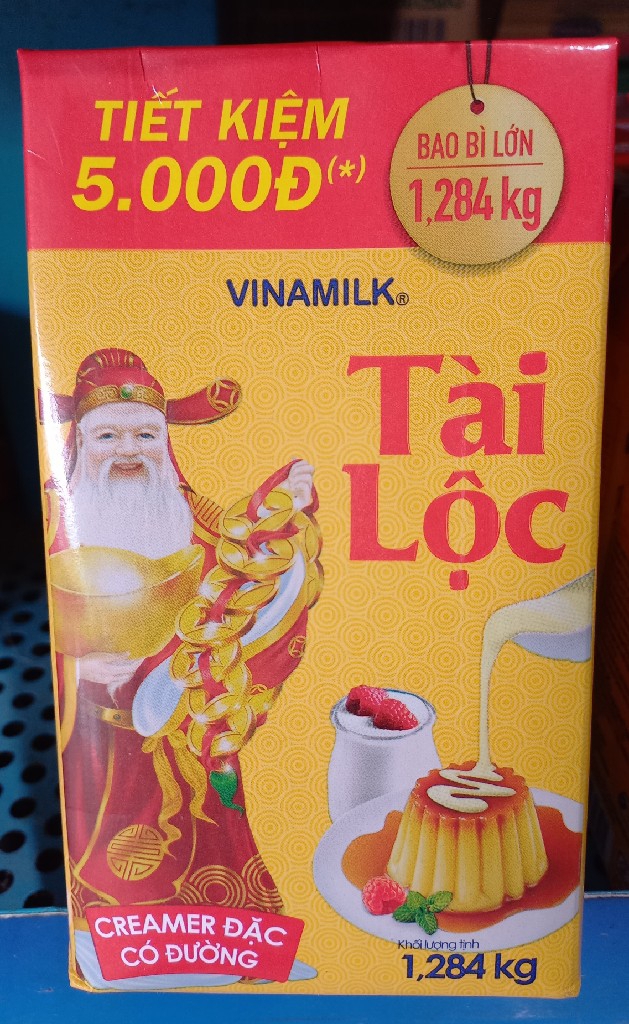 TIẾT KIỆM
5.000Đ(*)
BAO BÌ LỚN
1,284 kg
VINAMILK®
Tài
Lộc
CREAMER ĐẶC
CÓ ĐƯỜNG
Khối lượng tịnh
1,284 kg